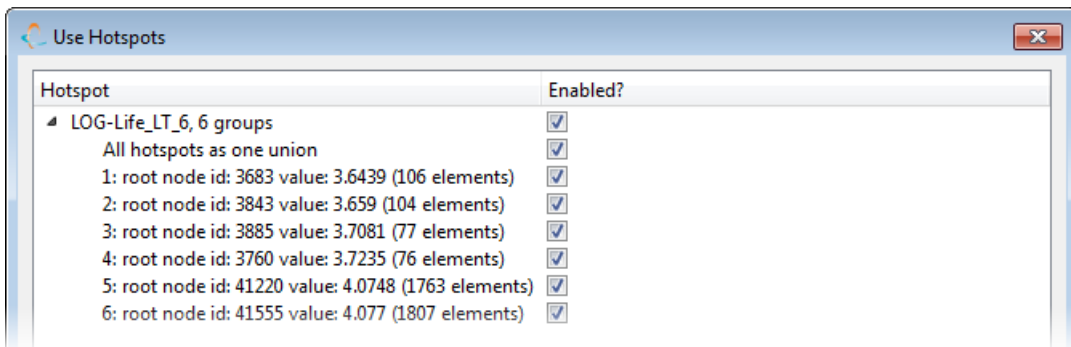 Use Hotspots
Hotspot Enabled?
LOG-Life_LT_6, 6 groups
All hotspots as one union
1: root node id: 3683 value: 3.6439 (106 elements)
2: root node id: 3843 value: 3.659 (104 elements)
3: root node id: 3885 value: 3.7081 (77 elements)
4: root node id: 3760 value: 3.7235 (76 elements)
5: root node id: 41220 value: 4.0748 (1763 elements)
6: root node id: 41555 value: 4.077 (1807 elements)